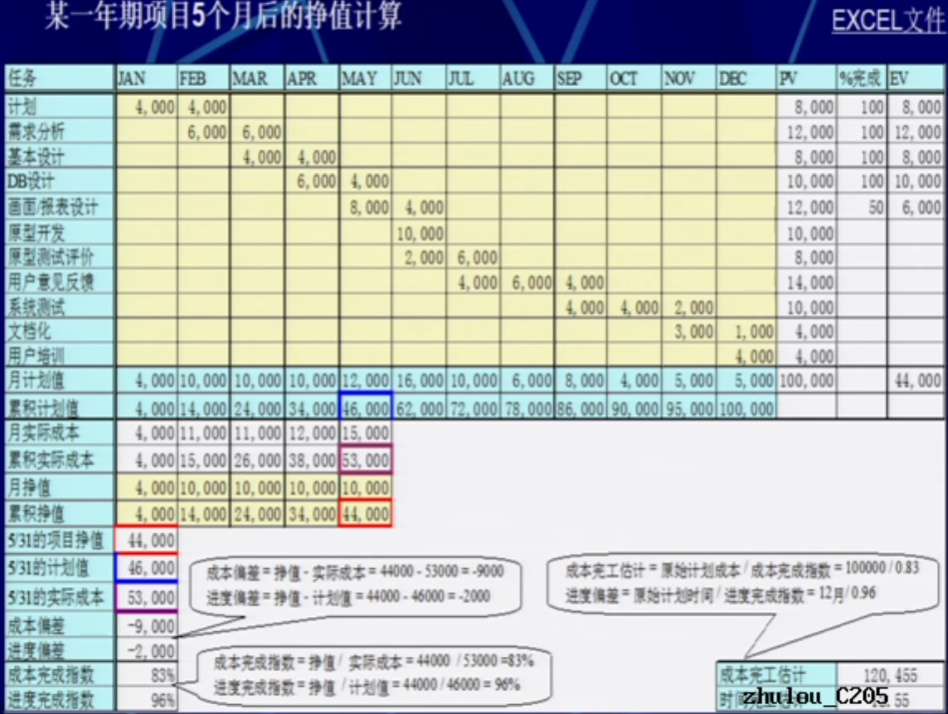 某一年期项目5个月后的挣值计算
EXCEL文件
任务 JAN FEB MAR APR MAY JUN JUL AUG SEP OCT NOV DEC PV %完成 EV
计划 4,000 4,000 8,000 100 8,000
需求分析 6,000 6,000 12,000 100 12,000
基本设计 4,000 4,000 8,000 100 8,000
DB设计 6,000 4,000 10,000 100 10,000
画面/报表设计 8,000 4,000 12,000 50 6,000
原型开发 10,000 10,000
原型测试评价 2,000 6,000 8,000
用户意见反馈 4,000 6,000 4,000 14,000
系统测试 4,000 4,000 2,000 10,000
文档化 3,000 1,000 4,000
用户培训 4,000 4,000
月计划值 4,000 10,000 10,000 10,000 12,000 16,000 10,000 6,000 8,000 4,000 5,000 5,000 100,000 44,000
累积计划值 4,000 14,000 24,000 34,000 46,000 62,000 72,000 78,000 86,000 90,000 95,000 100,000
月实际成本 4,000 11,000 11,000 12,000 15,000
累积实际成本 4,000 15,000 26,000 38,000 53,000
月挣值 4,000 10,000 10,000 10,000 10,000
累积挣值 4,000 14,000 24,000 34,000 44,000
5/31的项目挣值 44,000
5/31的计划值 46,000
5/31的实际成本 53,000
成本偏差 -9,000
进度偏差 -2,000
成本完成指数 83%
进度完成指数 96%
成本偏差 = 挣值 - 实际成本 = 44000 - 53000 = -9000
进度偏差 = 挣值 - 计划值 = 44000 - 46000 = -2000
成本完成指数 = 挣值 / 实际成本 = 44000 / 53000 = 83%
进度完成指数 = 挣值 / 计划值 = 44000 / 46000 = 96%
成本完工估计 = 原始计划成本 / 成本完成指数 = 100000 / 0.83
进度偏差 = 原始计划时间 / 进度完成指数 = 12月 / 0.96
成本完工估计 120,455
zhulou_C205